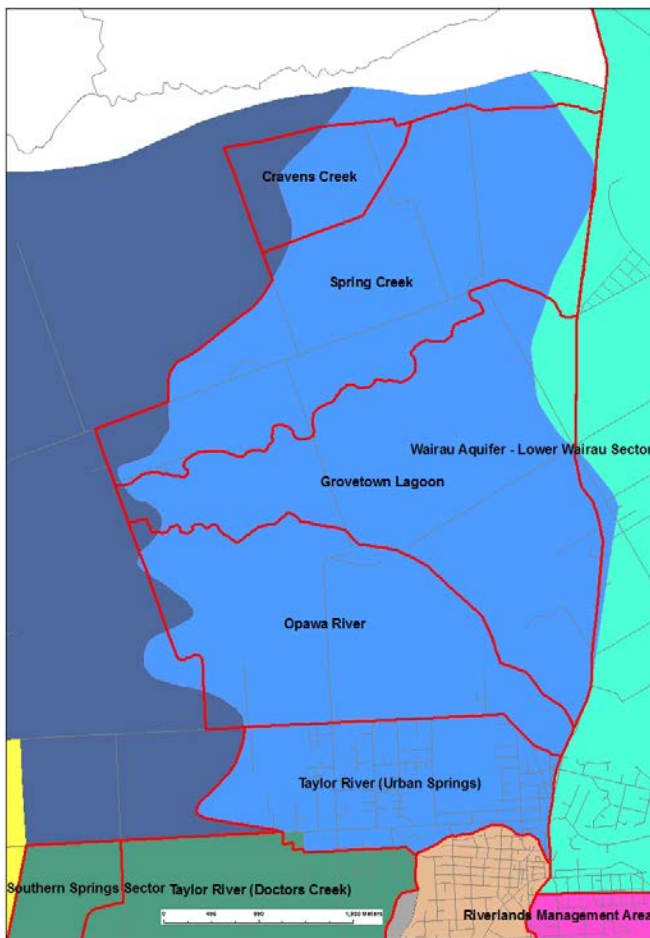 Cravens Creek
Spring Creek
Wairau Aquifer - Lower Wairau Sector
Grovetown Lagoon
Opawa River
Taylor River (Urban Springs)
Southern Springs Sector
Taylor River (Doctors Creek)
Riverlands Management Area